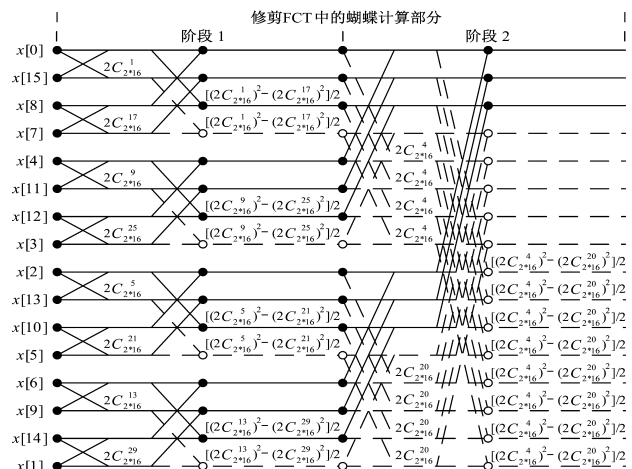 修剪FCT 中的蝴蝶计算部分
阶段 1
阶段 2
x[0]
2C_{2*16}^{1}
x[15]
[(2C_{2*16}^{1})^2−(2C_{2*16}^{17})^2]/2
x[8]
2C_{2*16}^{17}
[(2C_{2*16}^{1})^2−(2C_{2*16}^{17})^2]/2
x[7]
2C_{2*16}^{4}
x[4]
2C_{2*16}^{9}
2C_{2*16}^{4}
x[11]
[(2C_{2*16}^{9})^2−(2C_{2*16}^{25})^2]/2
2C_{2*16}^{4}
x[12]
2C_{2*16}^{25}
[(2C_{2*16}^{9})^2−(2C_{2*16}^{25})^2]/2
2C_{2*16}^{4}
x[3]
[(2C_{2*16}^{4})^2−(2C_{2*16}^{20})^2]/2
x[2]
2C_{2*16}^{5}
[(2C_{2*16}^{4})^2−(2C_{2*16}^{20})^2]/2
x[13]
[(2C_{2*16}^{5})^2−(2C_{2*16}^{21})^2]/2
[(2C_{2*16}^{4})^2−(2C_{2*16}^{20})^2]/2
x[10]
2C_{2*16}^{21}
[(2C_{2*16}^{5})^2−(2C_{2*16}^{21})^2]/2
[(2C_{2*16}^{4})^2−(2C_{2*16}^{20})^2]/2
x[5]
2C_{2*16}^{20}
[(2C_{2*16}^{4})^2−(2C_{2*16}^{20})^2]/2
x[6]
2C_{2*16}^{13}
2C_{2*16}^{20}
[(2C_{2*16}^{4})^2−(2C_{2*16}^{20})^2]/2
x[9]
[(2C_{2*16}^{13})^2−(2C_{2*16}^{29})^2]/2
2C_{2*16}^{20}
[(2C_{2*16}^{4})^2−(2C_{2*16}^{20})^2]/2
x[14]
2C_{2*16}^{29}
[(2C_{2*16}^{13})^2−(2C_{2*16}^{29})^2]/2
2C_{2*16}^{20}
[(2C_{2*16}^{4})^2−(2C_{2*16}^{20})^2]/2
x[1]